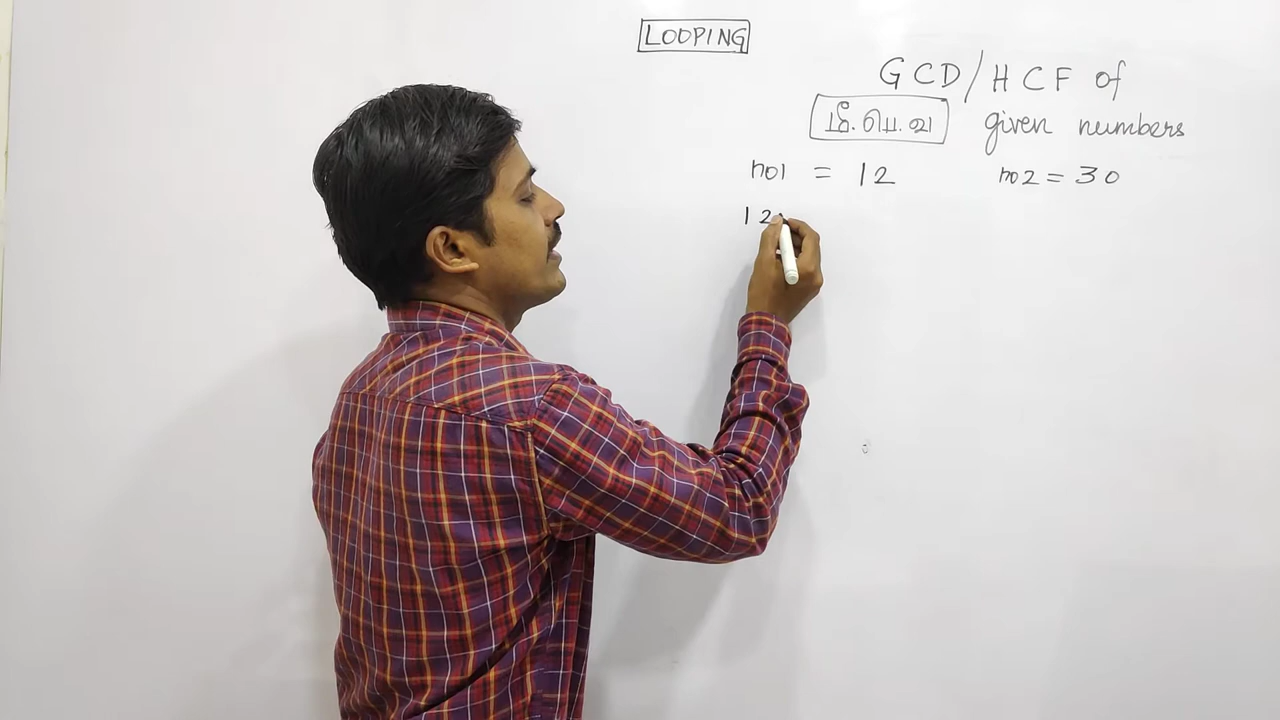 LOOPING
GCD/HCF of
மீ.பெ.வ given numbers
no1 = 12 no2 = 30
12